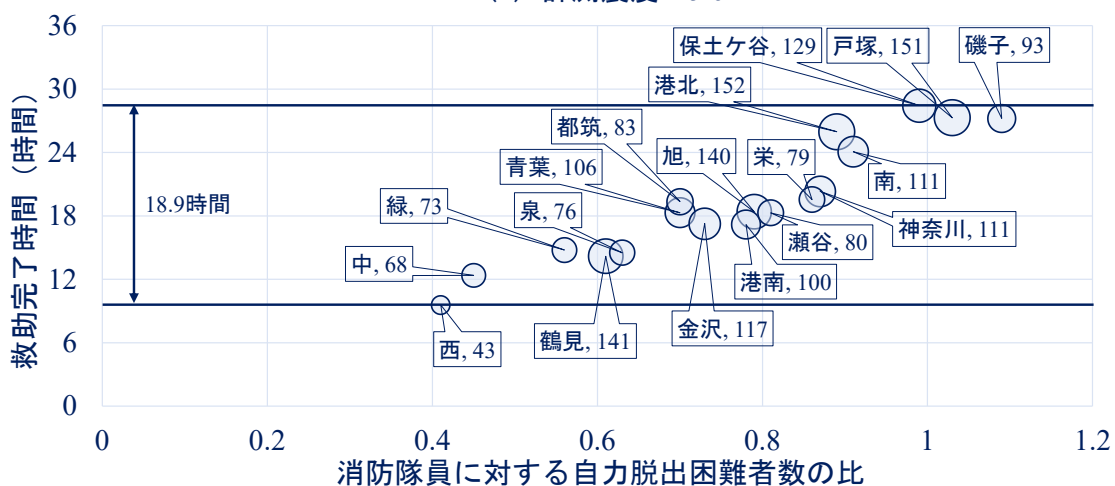 36
30
24
18
12
6
0
救助完了時間（時間）
18.9時間
保土ケ谷, 129
戸塚, 151
磯子, 93
港北, 152
都筑, 83
旭, 140
栄, 79
青葉, 106
南, 111
緑, 73
泉, 76
神奈川, 111
瀬谷, 80
中, 68
港南, 100
金沢, 117
鶴見, 141
西, 43
0
0.2
0.4
0.6
0.8
1
1.2
消防隊員に対する自力脱出困難者数の比